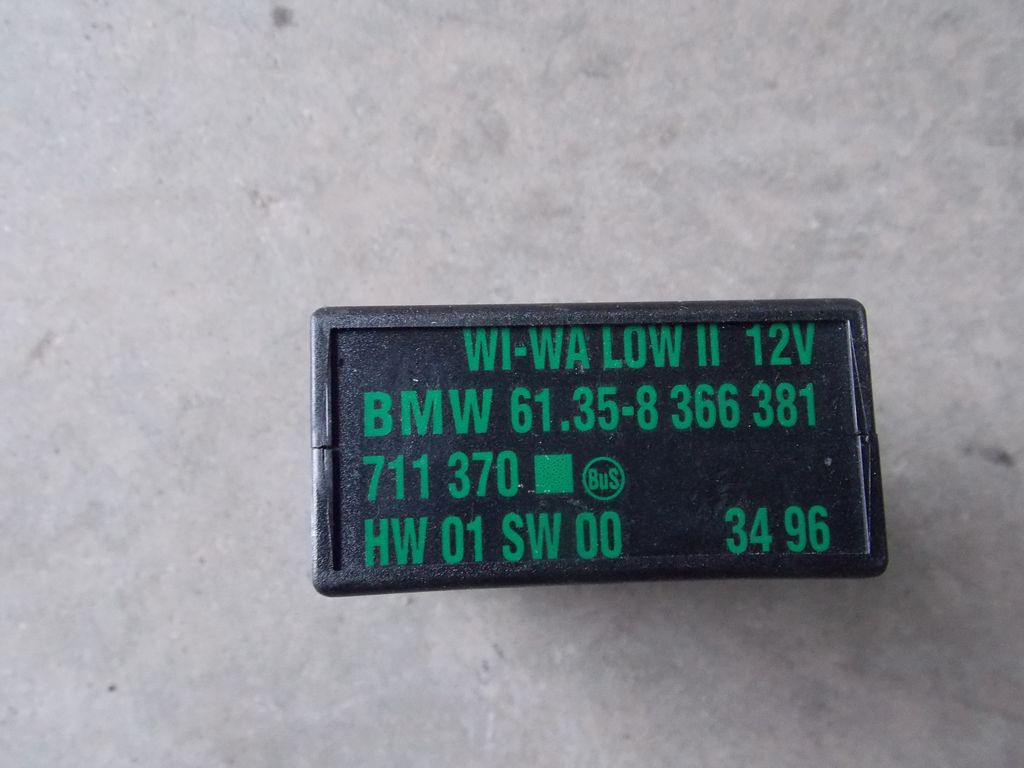 WI-WA LOW II 12V
BMW 61.35-8 366 381
711 370 BuS
HW 01 SW 00 34 96